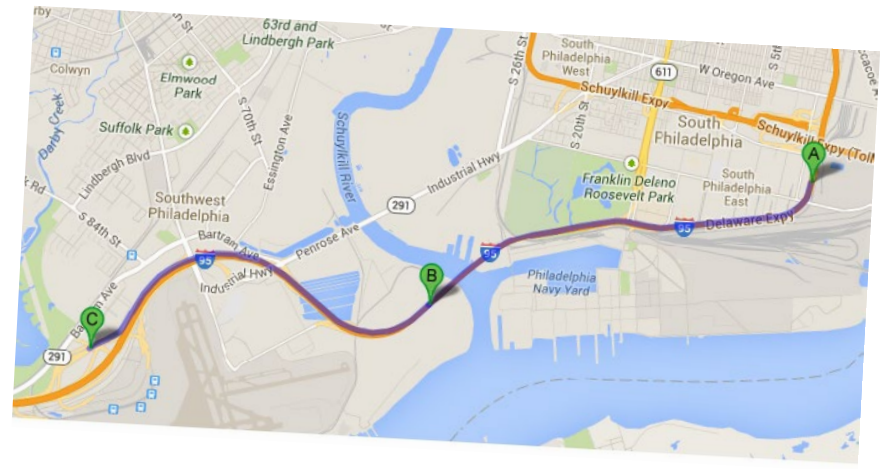 rby
Colwyn
Darby Creek
63rd and
Lindbergh Park
Elmwood
Park
Suffolk Park
S 70th St
Essington Ave
Lindbergh Blvd
S 84th St
Southwest
Philadelphia
Bartram Ave
95
Industrial Hwy
Penrose Ave
291
Industrial Hwy
Schuylkill River
S 26th St
South
Philadelphia
West
611
W Oregon Ave
S 5th
Schuylkill Expy
S 20th St
South
Philadelphia
Schuylkill Expy (Toll
A
Franklin Delano
Roosevelt Park
South
Philadelphia
East
95
Delaware Expy
95
Philadelphia
Navy Yard
B
C
291